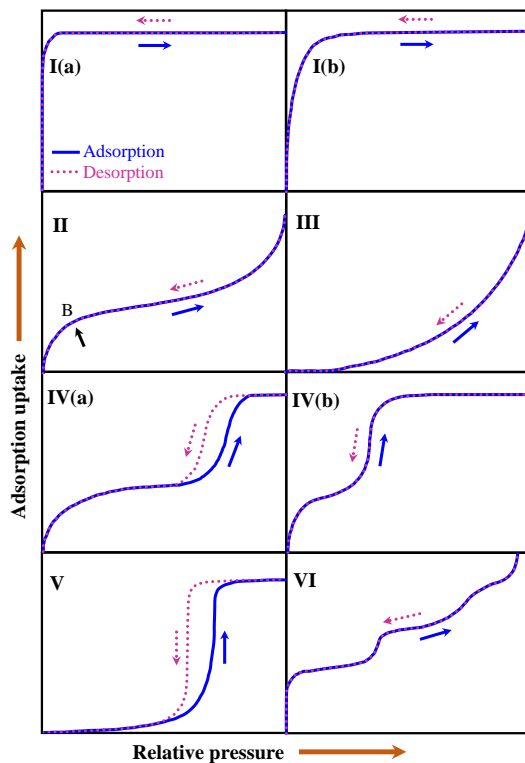 I(a)
I(b)
Adsorption
Desorption
II
III
B
IV(a)
IV(b)
V
VI
Adsorption uptake
Relative pressure